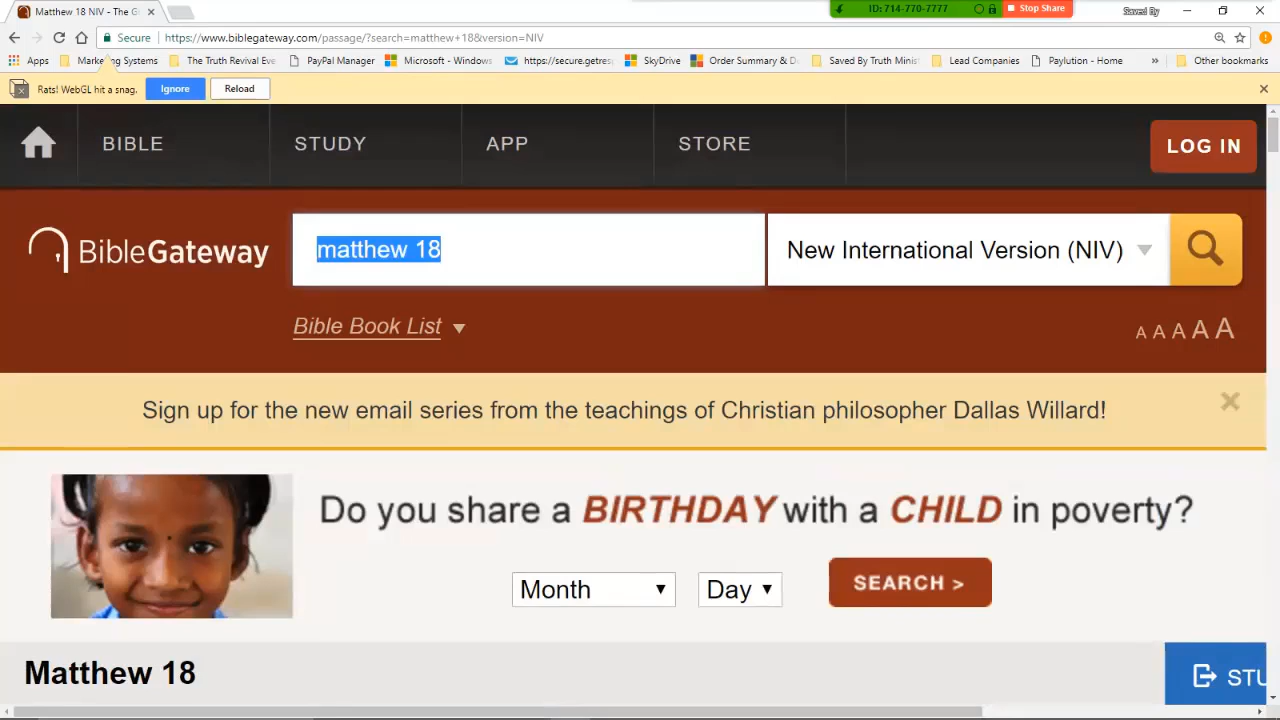 Matthew 18 NIV - The G
ID: 714-770-7777
Stop Share
Saved By
Secure
https://www.biblegateway.com/passage/?search=matthew+18&version=NIV
Apps
Marketing Systems
The Truth Revival Eve
PayPal Manager
Microsoft - Windows
https://secure.getres
SkyDrive
Order Summary & D
Saved By Truth Minis
Lead Companies
Paylution - Home
»
Other bookmarks
Rats! WebGL hit a snag.
Ignore
Reload
BIBLE
STUDY
APP
STORE
LOG IN
BibleGateway
matthew 18
New International Version (NIV)
Bible Book List
A A A A A
Sign up for the new email series from the teachings of Christian philosopher Dallas Willard!
Do you share a BIRTHDAY with a CHILD in poverty?
Month
Day
SEARCH >
Matthew 18
STU